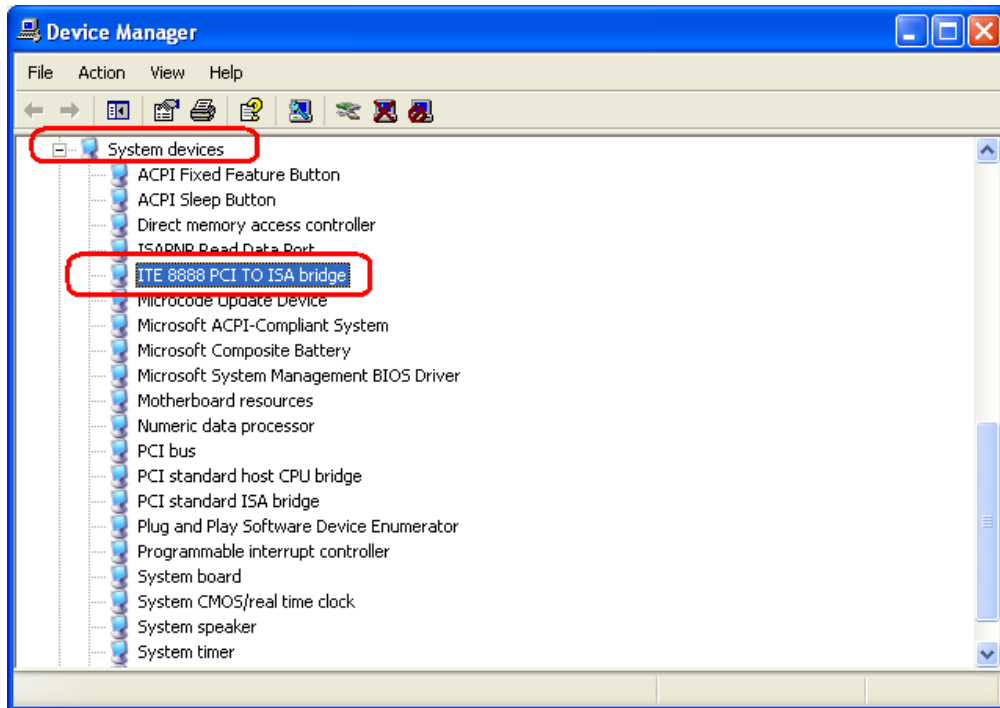 Device Manager
File Action View Help
System devices
ACPI Fixed Feature Button
ACPI Sleep Button
Direct memory access controller
ISAPNP Read Data Port
ITE 8888 PCI TO ISA bridge
Microcode Update Device
Microsoft ACPI-Compliant System
Microsoft Composite Battery
Microsoft System Management BIOS Driver
Motherboard resources
Numeric data processor
PCI bus
PCI standard host CPU bridge
PCI standard ISA bridge
Plug and Play Software Device Enumerator
Programmable interrupt controller
System board
System CMOS/real time clock
System speaker
System timer